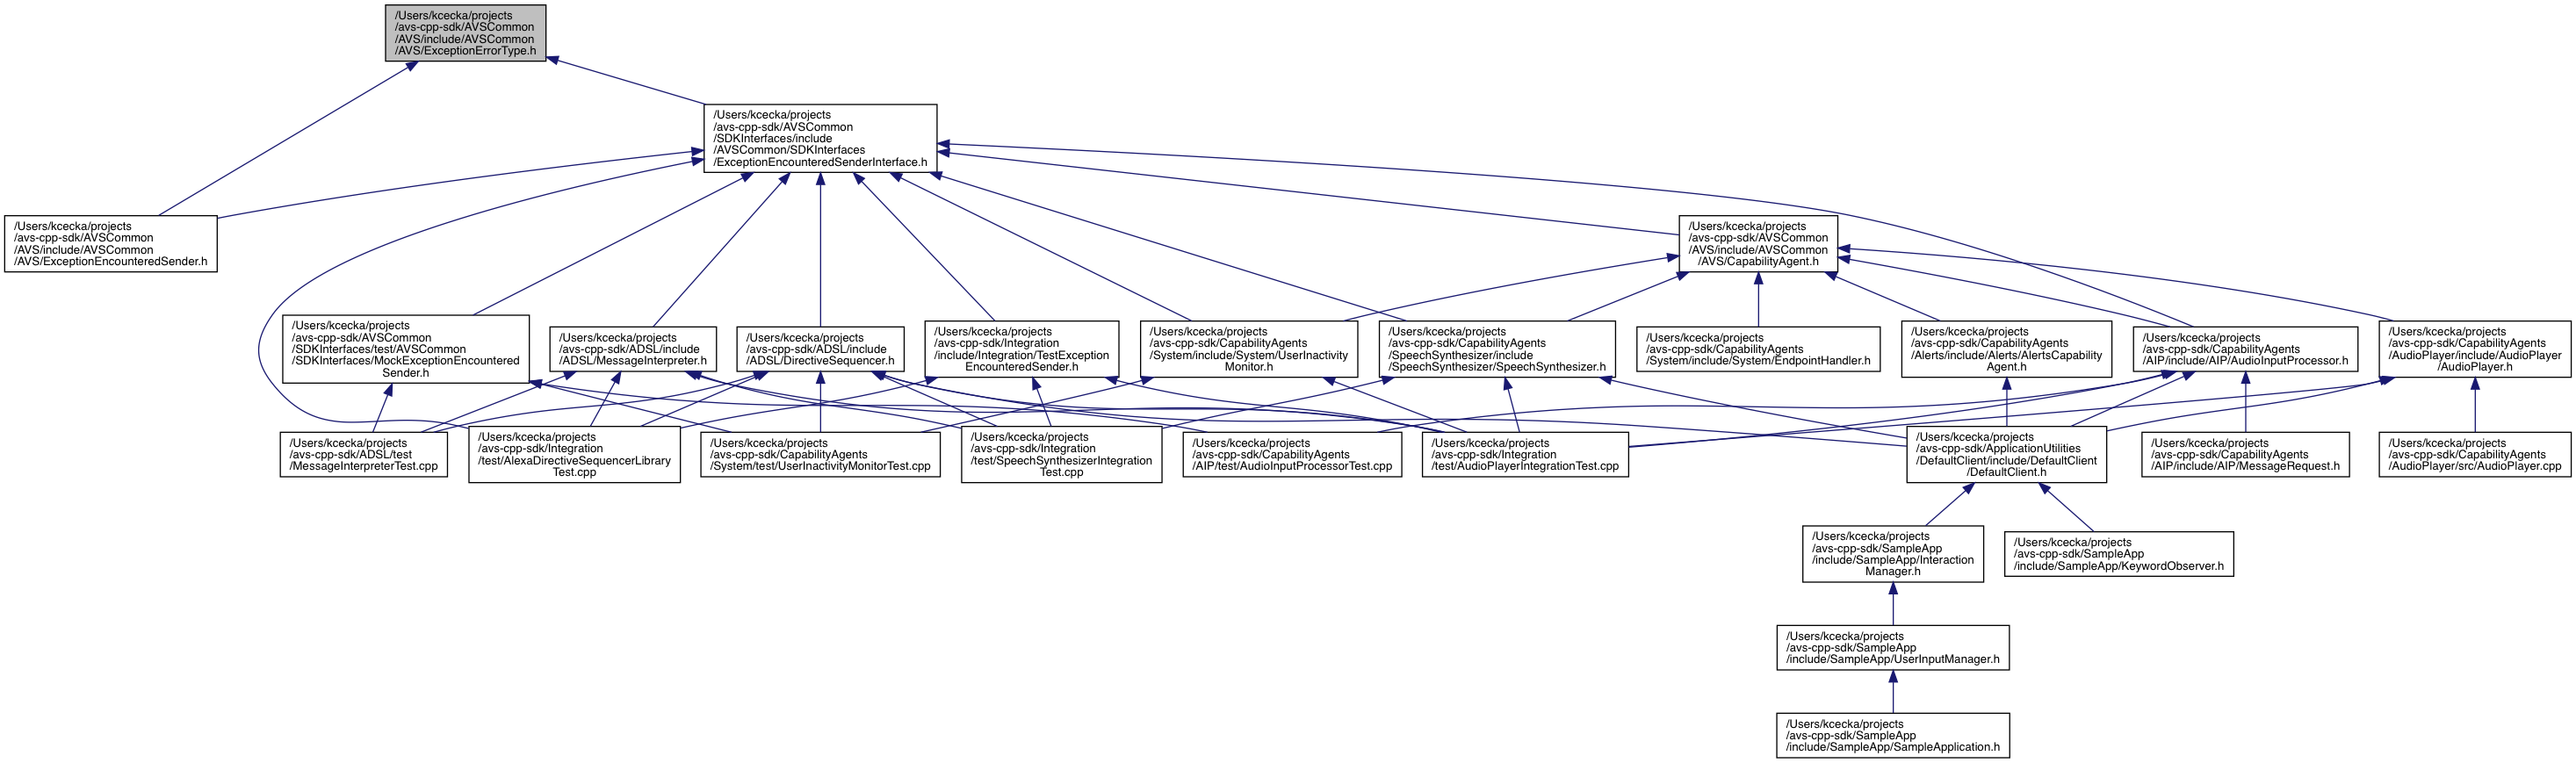 /Users/kcecka/projects
/avs-cpp-sdk/AVSCommon
/AVS/include/AVSCommon
/AVS/ExceptionErrorType.h
/Users/kcecka/projects
/avs-cpp-sdk/AVSCommon
/SDKInterfaces/include
/AVSCommon/SDKInterfaces
/ExceptionEncounteredSenderInterface.h
/Users/kcecka/projects
/avs-cpp-sdk/AVSCommon
/AVS/include/AVSCommon
/AVS/ExceptionEncounteredSender.h
/Users/kcecka/projects
/avs-cpp-sdk/AVSCommon
/AVS/include/AVSCommon
/AVS/CapabilityAgent.h
/Users/kcecka/projects
/avs-cpp-sdk/AVSCommon
/SDKInterfaces/test/AVSCommon
/SDKInterfaces/MockExceptionEncountered
Sender.h
/Users/kcecka/projects
/avs-cpp-sdk/ADSL/include
/ADSL/MessageInterpreter.h
/Users/kcecka/projects
/avs-cpp-sdk/ADSL/include
/ADSL/DirectiveSequencer.h
/Users/kcecka/projects
/avs-cpp-sdk/Integration
/include/Integration/TestException
EncounteredSender.h
/Users/kcecka/projects
/avs-cpp-sdk/CapabilityAgents
/System/include/System/UserInactivity
Monitor.h
/Users/kcecka/projects
/avs-cpp-sdk/CapabilityAgents
/SpeechSynthesizer/include
/SpeechSynthesizer/SpeechSynthesizer.h
/Users/kcecka/projects
/avs-cpp-sdk/CapabilityAgents
/System/include/System/EndpointHandler.h
/Users/kcecka/projects
/avs-cpp-sdk/CapabilityAgents
/Alerts/include/Alerts/AlertsCapability
Agent.h
/Users/kcecka/projects
/avs-cpp-sdk/CapabilityAgents
/AIP/include/AIP/AudioInputProcessor.h
/Users/kcecka/projects
/avs-cpp-sdk/CapabilityAgents
/AudioPlayer/include/AudioPlayer
/AudioPlayer.h
/Users/kcecka/projects
/avs-cpp-sdk/ADSL/test
/MessageInterpreterTest.cpp
/Users/kcecka/projects
/avs-cpp-sdk/Integration
/test/AlexaDirectiveSequencerLibrary
Test.cpp
/Users/kcecka/projects
/avs-cpp-sdk/CapabilityAgents
/System/test/UserInactivityMonitorTest.cpp
/Users/kcecka/projects
/avs-cpp-sdk/Integration
/test/SpeechSynthesizerIntegration
Test.cpp
/Users/kcecka/projects
/avs-cpp-sdk/CapabilityAgents
/AIP/test/AudioInputProcessorTest.cpp
/Users/kcecka/projects
/avs-cpp-sdk/Integration
/test/AudioPlayerIntegrationTest.cpp
/Users/kcecka/projects
/avs-cpp-sdk/ApplicationUtilities
/DefaultClient/include/DefaultClient
/DefaultClient.h
/Users/kcecka/projects
/avs-cpp-sdk/CapabilityAgents
/AIP/include/AIP/MessageRequest.h
/Users/kcecka/projects
/avs-cpp-sdk/CapabilityAgents
/AudioPlayer/src/AudioPlayer.cpp
/Users/kcecka/projects
/avs-cpp-sdk/SampleApp
/include/SampleApp/Interaction
Manager.h
/Users/kcecka/projects
/avs-cpp-sdk/SampleApp
/include/SampleApp/KeywordObserver.h
/Users/kcecka/projects
/avs-cpp-sdk/SampleApp
/include/SampleApp/UserInputManager.h
/Users/kcecka/projects
/avs-cpp-sdk/SampleApp
/include/SampleApp/SampleApplication.h